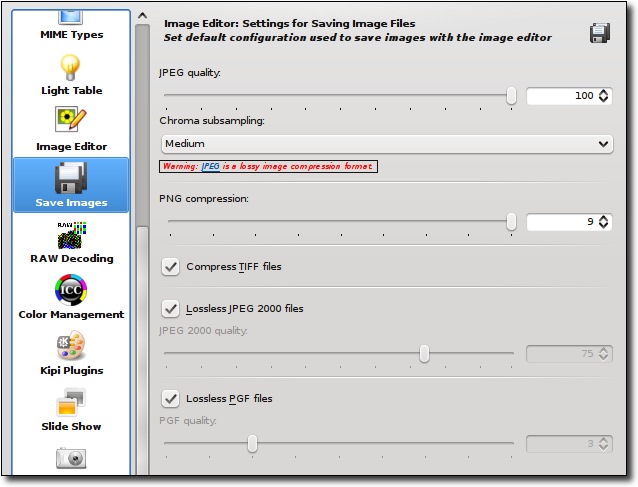 MIME Types
Light Table
Image Editor
Save Images
RAW
RAW Decoding
ICC
Color Management
Kipi Plugins
Slide Show
Image Editor: Settings for Saving Image Files
Set default configuration used to save images with the image editor
JPEG quality:
100
Chroma subsampling:
Medium
Warning: JPEG is a lossy image compression format.
PNG compression:
9
Compress TIFF files
Lossless JPEG 2000 files
JPEG 2000 quality:
75
Lossless PGF files
PGF quality:
3